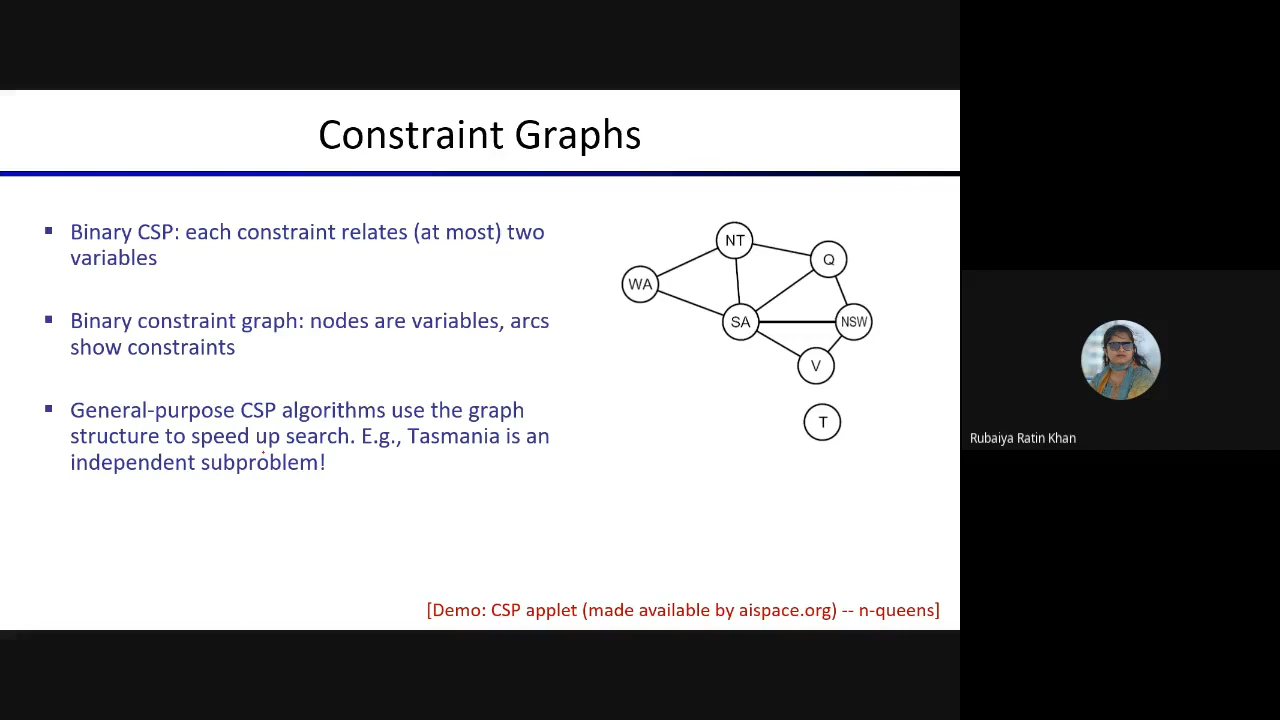 Constraint Graphs
▪ Binary CSP: each constraint relates (at most) two
variables
▪ Binary constraint graph: nodes are variables, arcs
show constraints
▪ General-purpose CSP algorithms use the graph
structure to speed up search. E.g., Tasmania is an
independent subproblem!
NT
Q
WA
SA
NSW
V
T
[Demo: CSP applet (made available by aispace.org) -- n-queens]
Rubaiya Ratin Khan